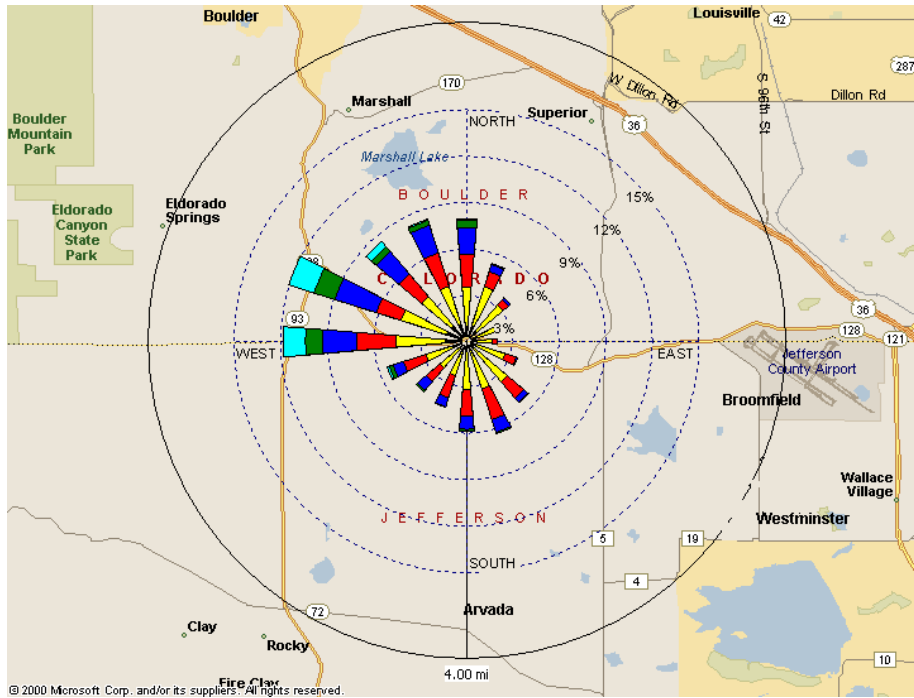 Boulder
Louisville
42
287
170
W Dillon Rd
S 96th St
Dillon Rd
Marshall
NORTH
Superior
36
Boulder
Mountain
Park
Marshall Lake
15%
BOULDER
Eldorado
Springs
Eldorado
Canyon
State
Park
12%
9%
COLORADO
6%
36
93
3%
128
121
WEST
128
EAST
Jefferson
County Airport
Broomfield
Wallace
Village
JEFFERSON
Westminster
5
19
SOUTH
4
72
Arvada
Clay
Rocky
10
4.00 mi
Fire Clay
© 2000 Microsoft Corp. and/or its suppliers. All rights reserved.